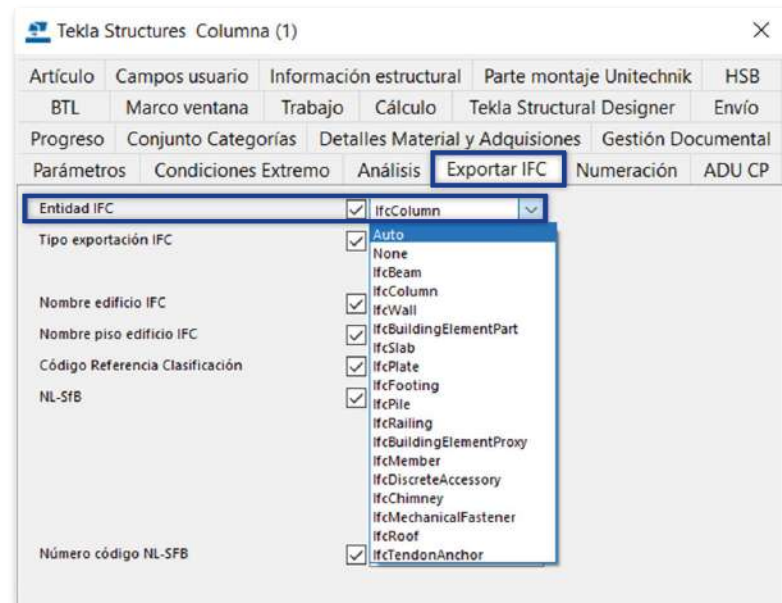 Tekla Structures Columna (1)
Artículo Campos usuario Información estructural Parte montaje Unitechnik HSB
BTL Marco ventana Trabajo Cálculo Tekla Structural Designer Envío
Progreso Conjunto Categorías Detalles Material y Adquisiones Gestión Documental
Parámetros Condiciones Extremo Análisis Exportar IFC Numeración ADU CP
Entidad IFC IfcColumn
Tipo exportación IFC Auto
None
IfcBeam
IfcColumn
Nombre edificio IFC IfcWall
Nombre piso edificio IFC IfcBuildingElementPart
IfcSlab
Código Referencia Clasificación IfcPlate
NL-SfB IfcFooting
IfcPile
IfcRailing
IfcBuildingElementProxy
IfcMember
IfcDiscreteAccessory
IfcChimney
IfcMechanicalFastener
IfcRoof
Número código NL-SFB IfcTendonAnchor